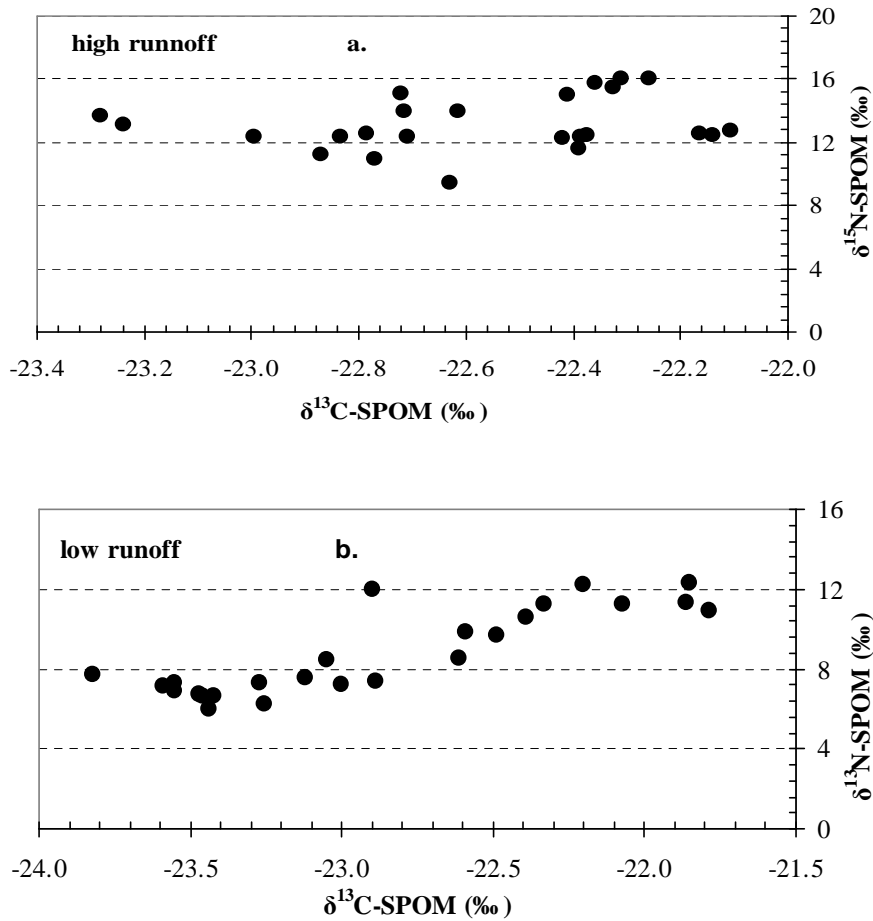 high runnoff a.
20
16
12
8
4
0
δ15N-SPOM (‰)
-23.4 -23.2 -23.0 -22.8 -22.6 -22.4 -22.2 -22.0
δ13C-SPOM (‰)
low runoff b.
16
12
8
4
0
δ13N-SPOM (‰)
-24.0 -23.5 -23.0 -22.5 -22.0 -21.5
δ13C-SPOM (‰)